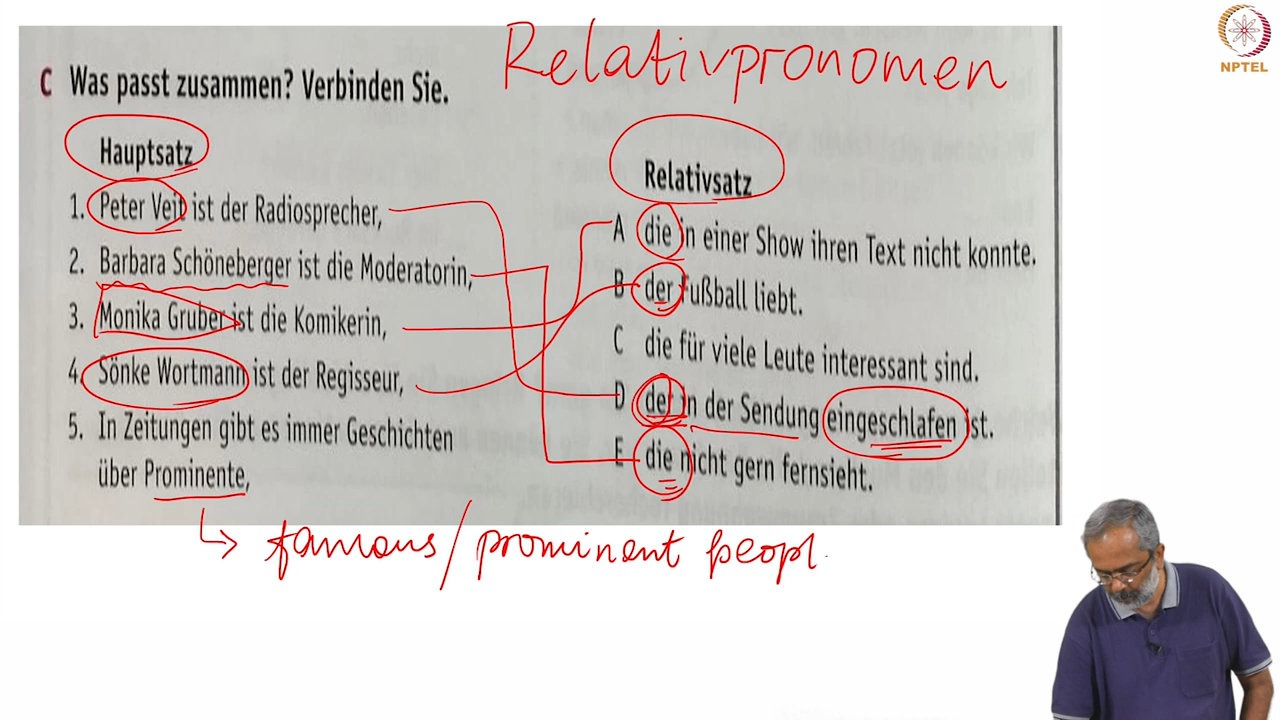 Relativpronomen
NPTEL
C Was passt zusammen? Verbinden Sie.
Hauptsatz
1. Peter Veit ist der Radiosprecher,
2. Barbara Schöneberger ist die Moderatorin,
3. Monika Gruber ist die Komikerin,
4. Sönke Wortmann ist der Regisseur,
5. In Zeitungen gibt es immer Geschichten
über Prominente,
Relativsatz
A die in einer Show ihren Text nicht konnte.
B der Fußball liebt.
C die für viele Leute interessant sind.
D der in der Sendung eingeschlafen ist.
E die nicht gern fernsieht.
famous/prominent peopl